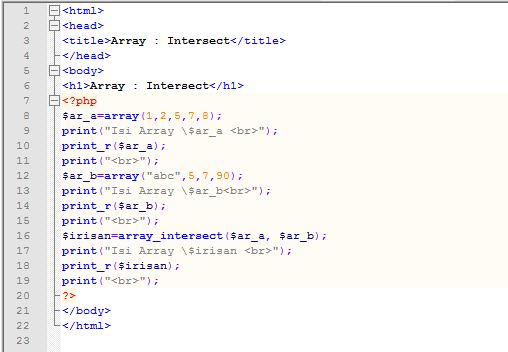 1 <html>
2 <head>
3 <title>Array : Intersect</title>
4 </head>
5 <body>
6 <h1>Array : Intersect</h1>
7 <?php
8 $ar_a=array(1,2,5,7,8);
9 print("Isi Array \$ar_a <br>");
10 print_r($ar_a);
11 print("<br>");
12 $ar_b=array("abc",5,7,90);
13 print("Isi Array \$ar_b<br>");
14 print_r($ar_b);
15 print("<br>");
16 $irisan=array_intersect($ar_a, $ar_b);
17 print("Isi Array \$irisan <br>");
18 print_r($irisan);
19 print("<br>");
20 ?>
21 </body>
22 </html>
23